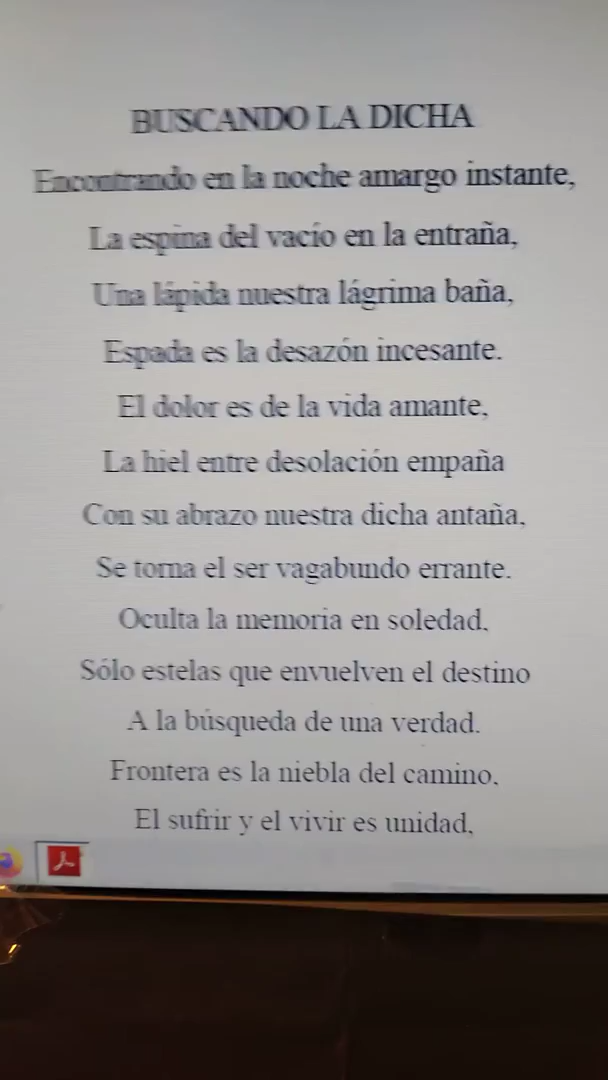 BUSCANDO LA DICHA
Encontrando en la noche amargo instante,
La espina del vacío en la entraña,
Una lápida nuestra lágrima baña,
Espada es la desazón incesante.
El dolor es de la vida amante,
La hiel entre desolación empaña
Con su abrazo nuestra dicha antaña,
Se torna el ser vagabundo errante.
Oculta la memoria en soledad,
Sólo estelas que envuelven el destino
A la búsqueda de una verdad.
Frontera es la niebla del camino,
El sufrir y el vivir es unidad,